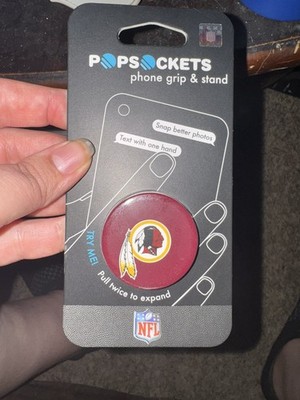 POPSOCKETS
phone grip & stand
Snap better photos
Text with one hand
TRY ME!
Pull twice to expand
NFL